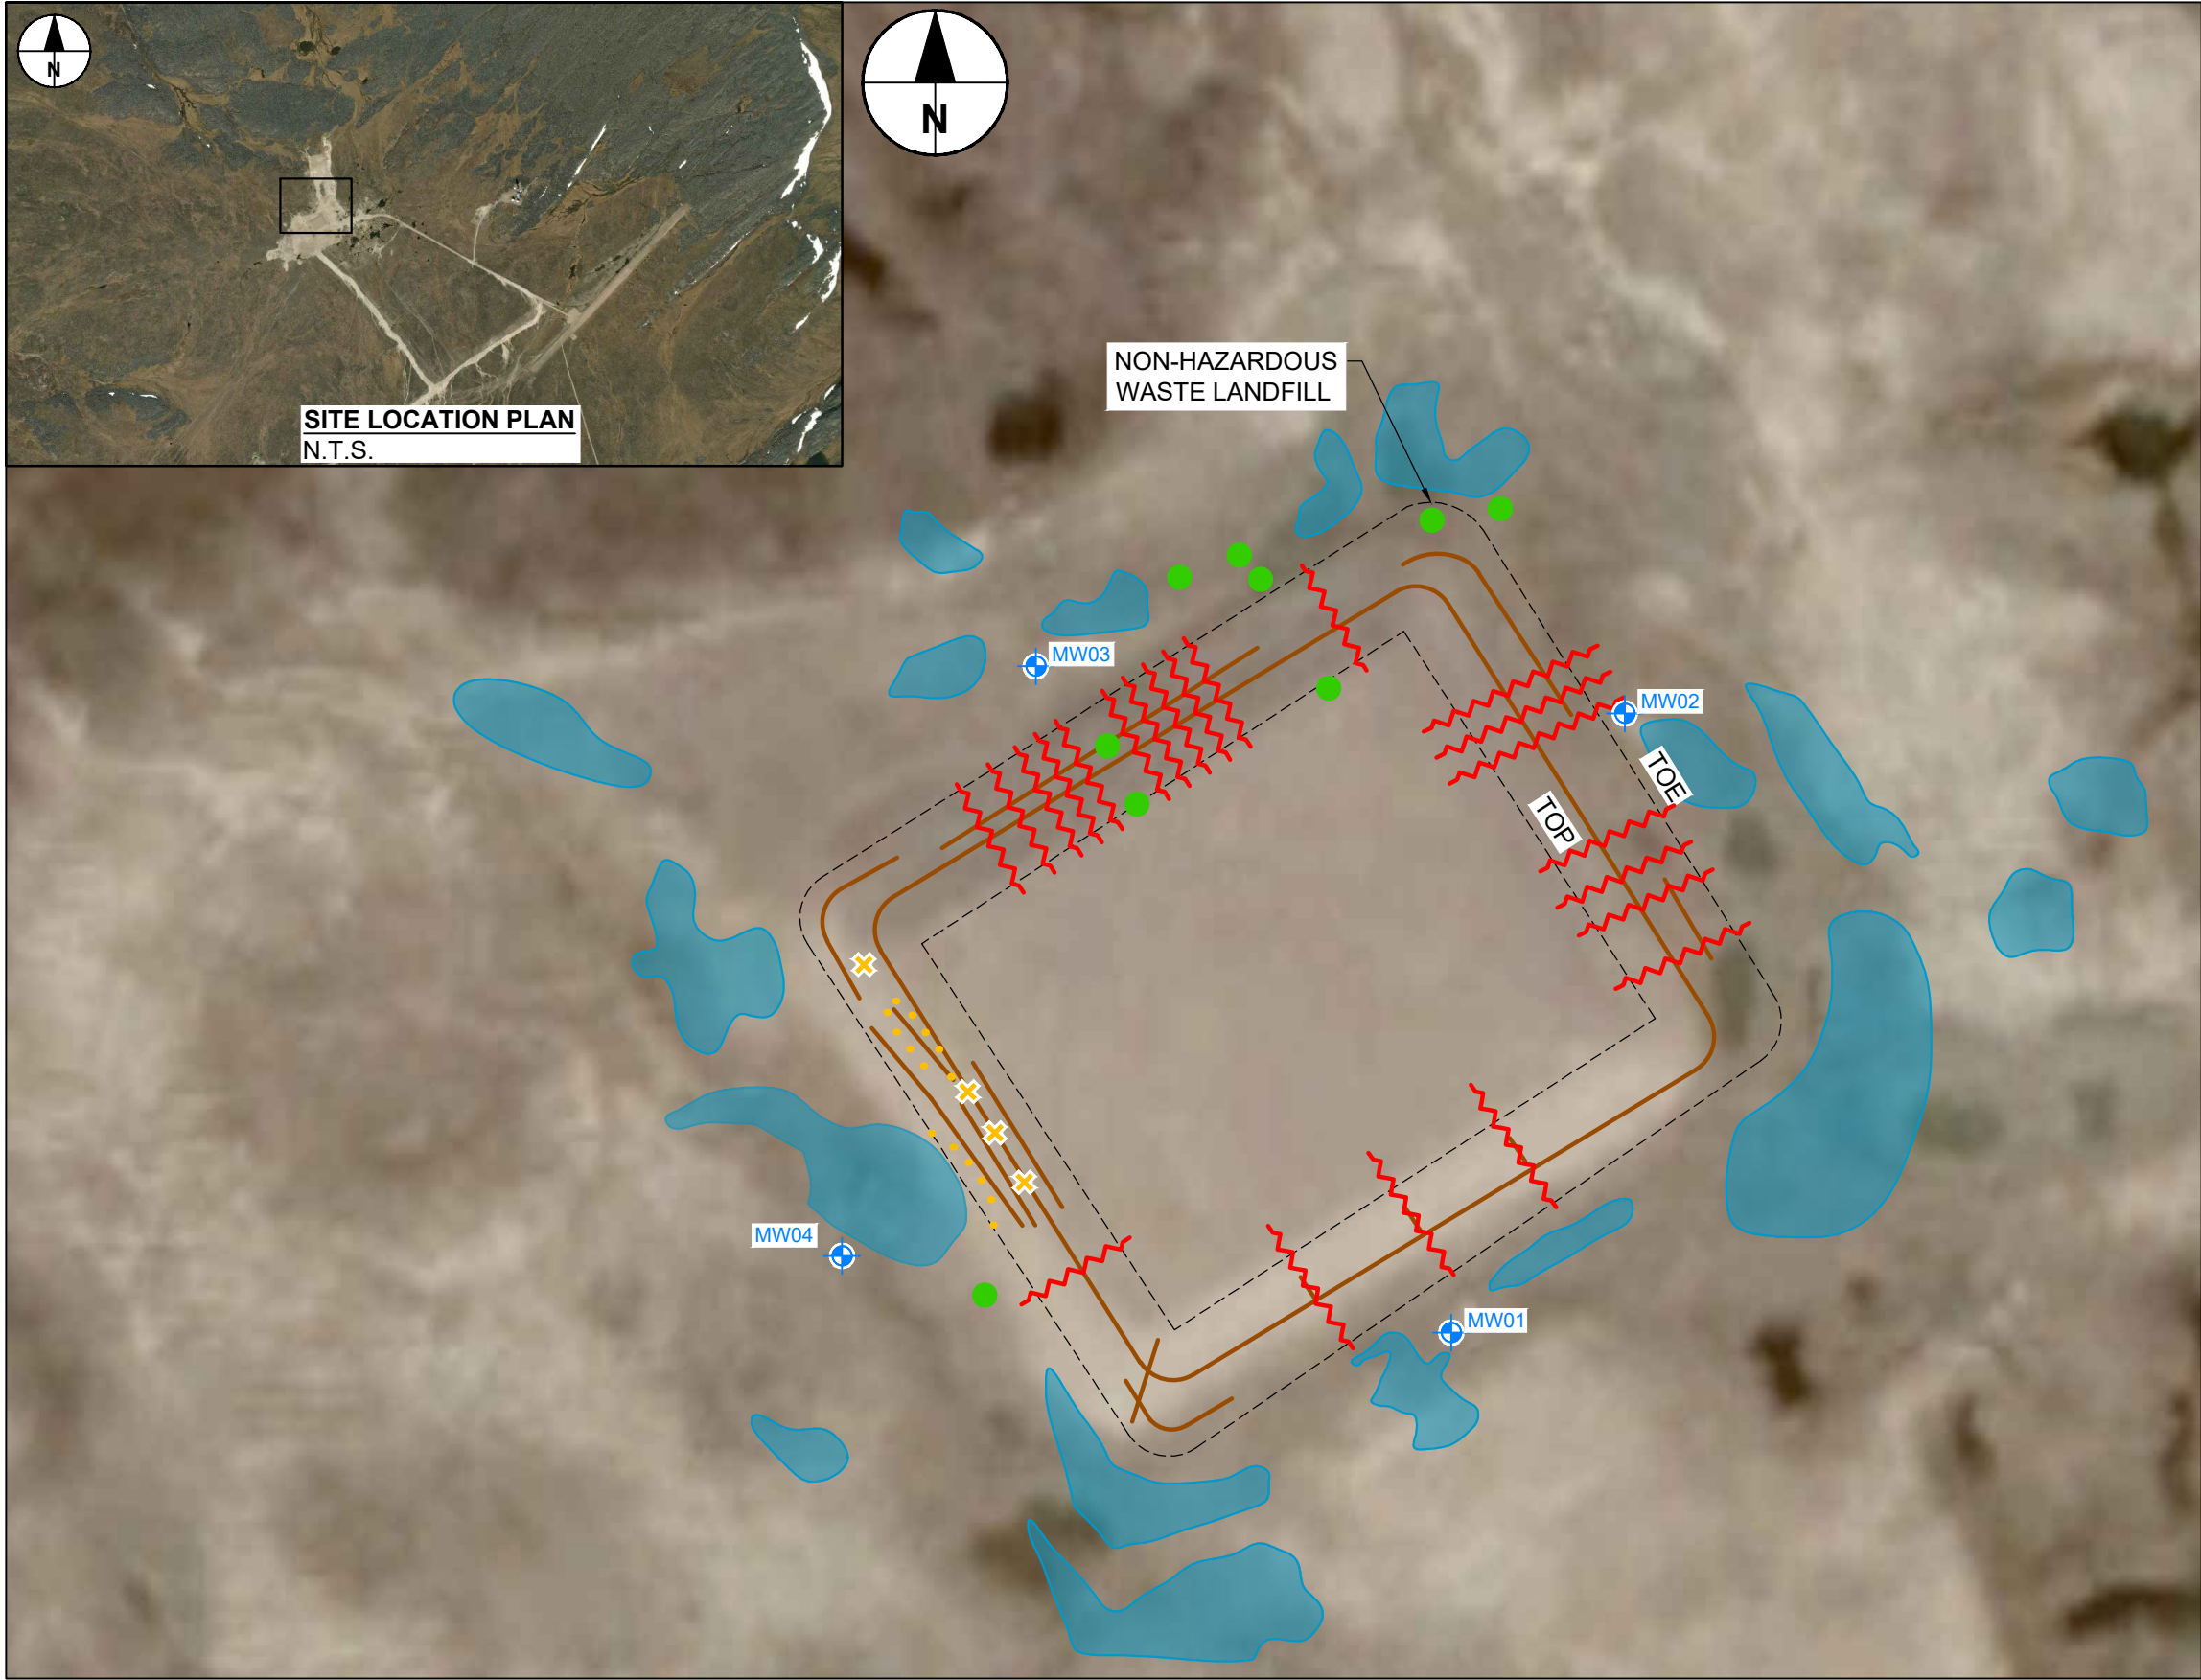 N
SITE LOCATION PLAN
N.T.S.
N
NON-HAZARDOUS
WASTE LANDFILL
MW03
MW02
TOE
TOP
MW04
MW01